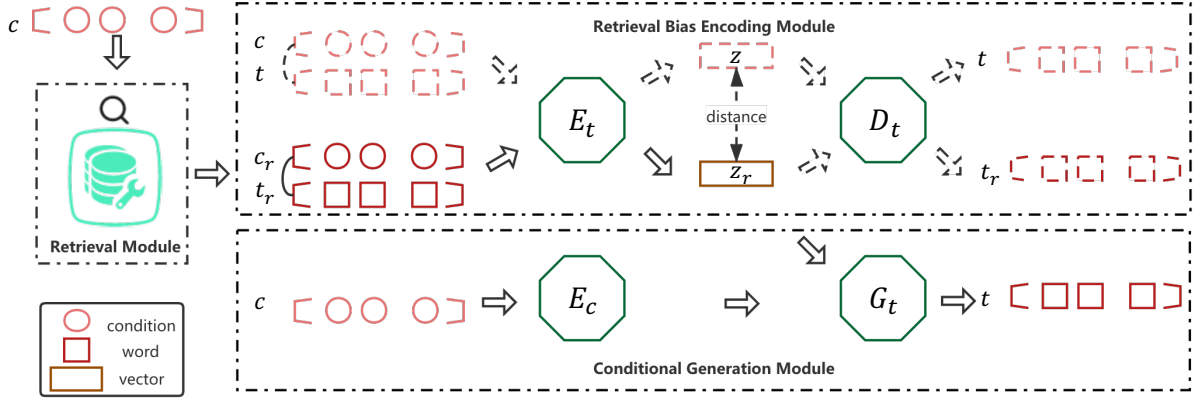 c
Retrieval Module
condition
word
vector
Retrieval Bias Encoding Module
c
t
c_r
t_r
E_t
z
distance
z_r
D_t
t
t_r
c
E_c
G_t
t
Conditional Generation Module